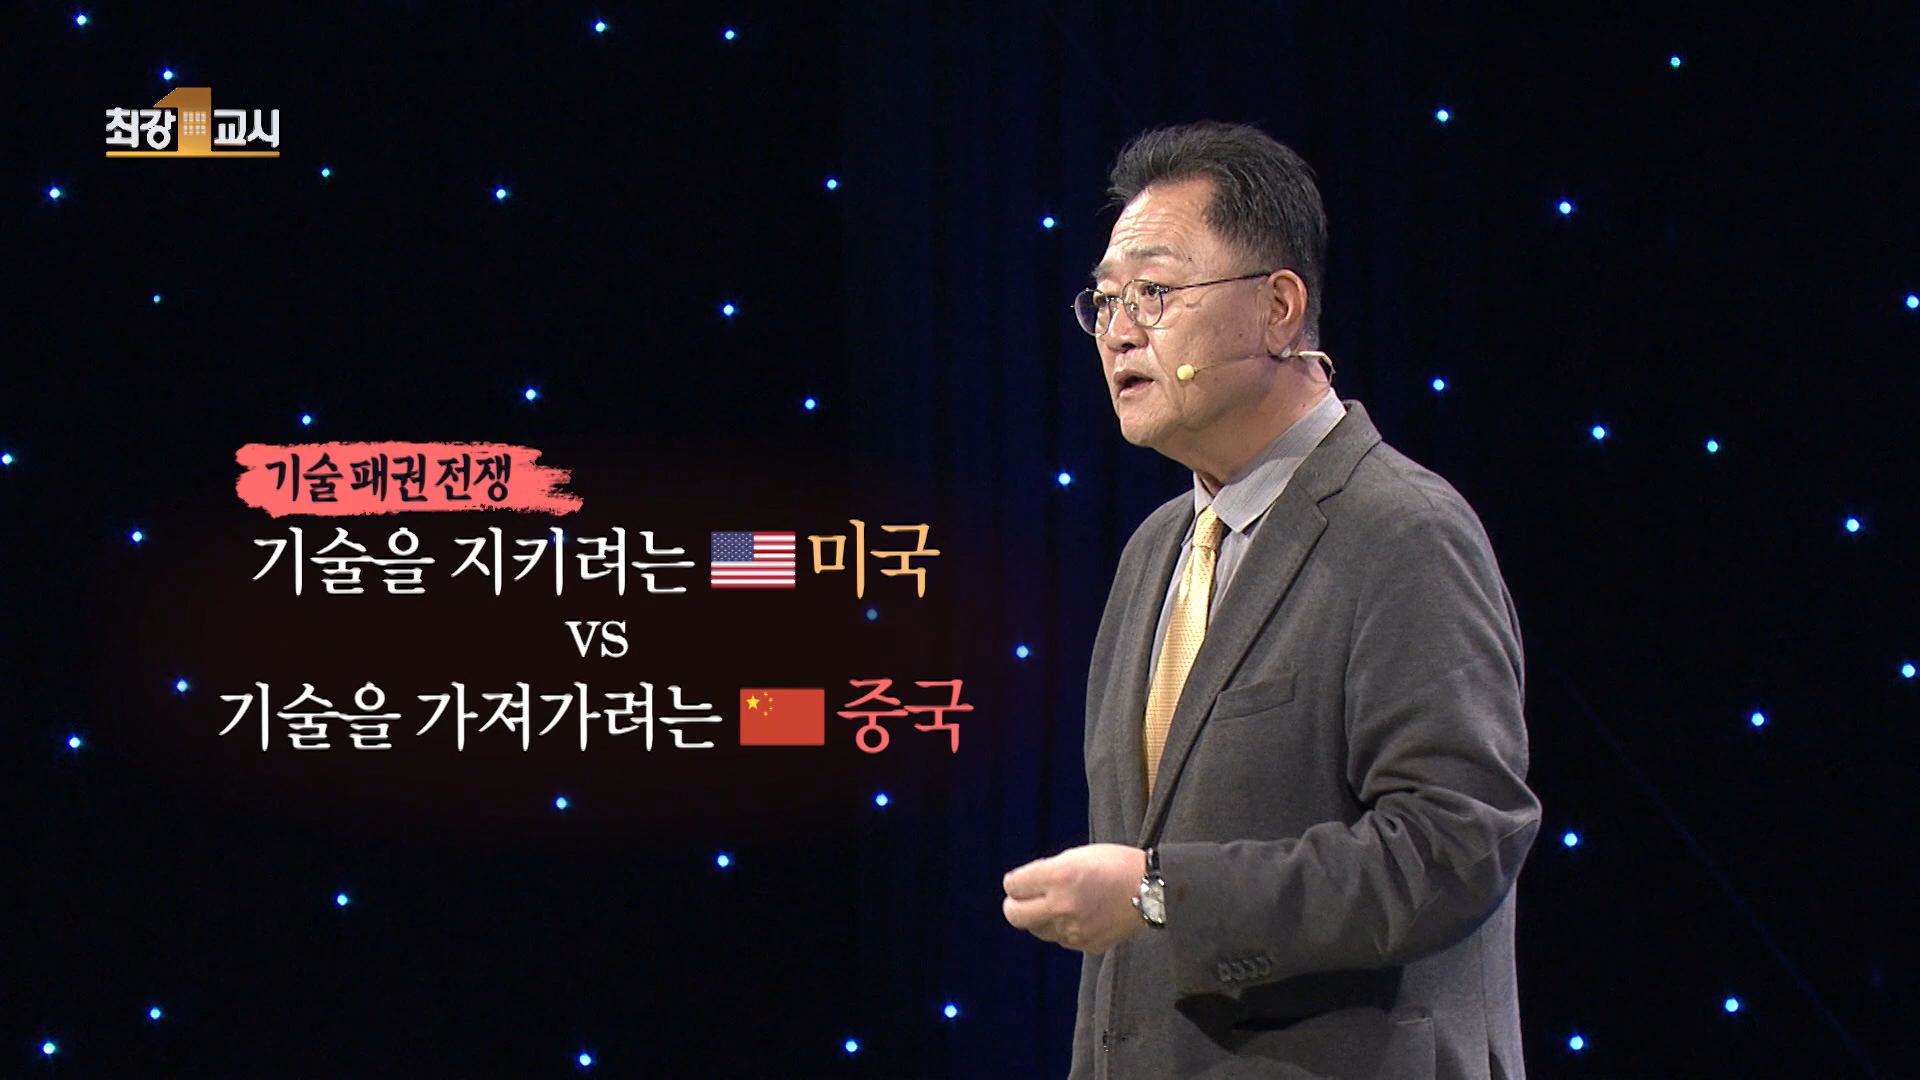 최강1교시
기술 패권 전쟁
기술을 지키려는 미국
vs
기술을 가져가려는 중국